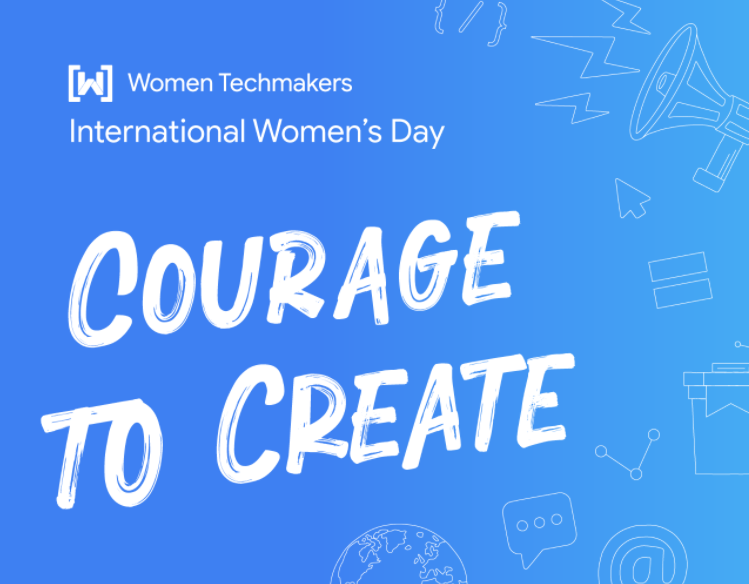 {/}
[W] Women Techmakers
International Women's Day
COURAGE
TO CREATE
@